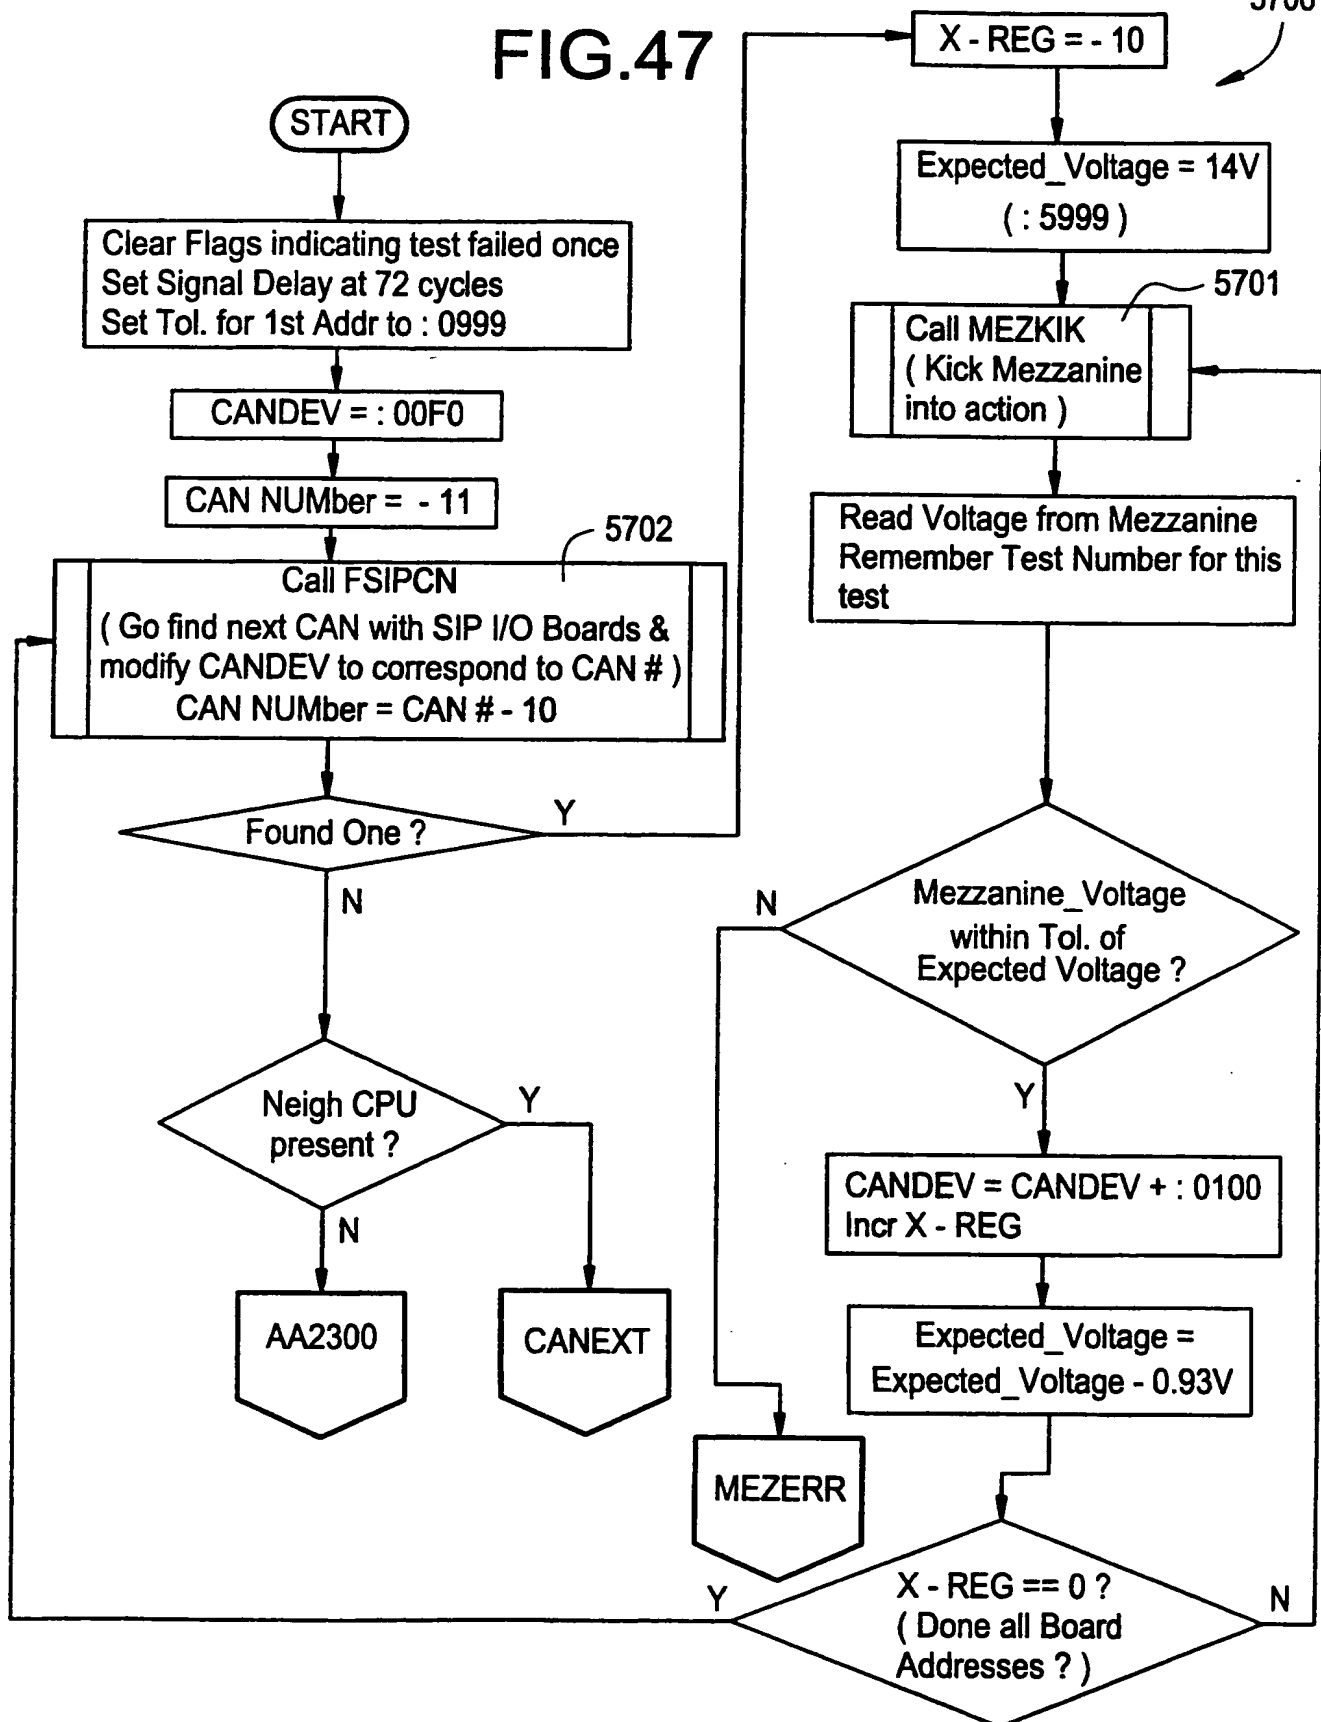 FIG.47
START
Clear Flags indicating test failed once
Set Signal Delay at 72 cycles
Set Tol. for 1st Addr to : 0999
CANDEV = : 00F0
CAN NUMber = - 11
5702
Call FSIPCN
( Go find next CAN with SIP I/O Boards &
modify CANDEV to correspond to CAN # )
CAN NUMber = CAN # - 10
Found One ?
Y
N
Neigh CPU
present ?
Y
N
AA2300
CANEXT
X - REG = - 10
Expected_Voltage = 14V
( : 5999 )
5701
Call MEZKIK
( Kick Mezzanine
into action )
Read Voltage from Mezzanine
Remember Test Number for this
test
Mezzanine_Voltage
within Tol. of
Expected Voltage ?
N
Y
CANDEV = CANDEV + : 0100
Incr X - REG
Expected_Voltage =
Expected_Voltage - 0.93V
MEZERR
X - REG == 0 ?
( Done all Board
Addresses ? )
Y
N